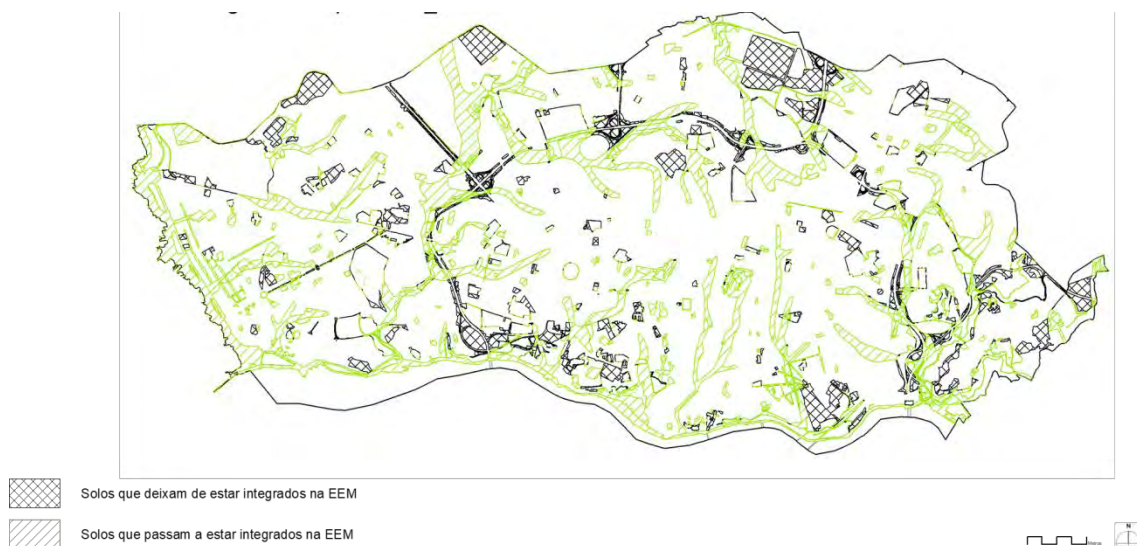 Solos que deixam de estar integrados na EEM
Solos que passam a estar integrados na EEM
N